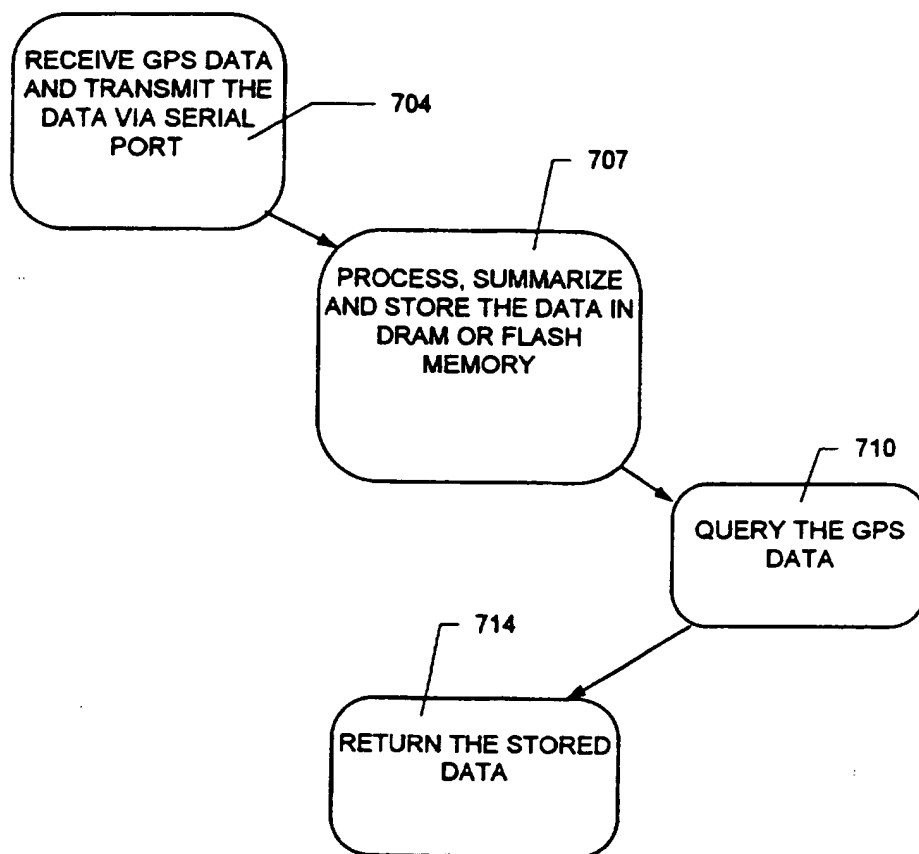 RECEIVE GPS DATA
AND TRANSMIT THE
DATA VIA SERIAL
PORT
704
707
PROCESS, SUMMARIZE
AND STORE THE DATA IN
DRAM OR FLASH
MEMORY
710
QUERY THE GPS
DATA
714
RETURN THE STORED
DATA